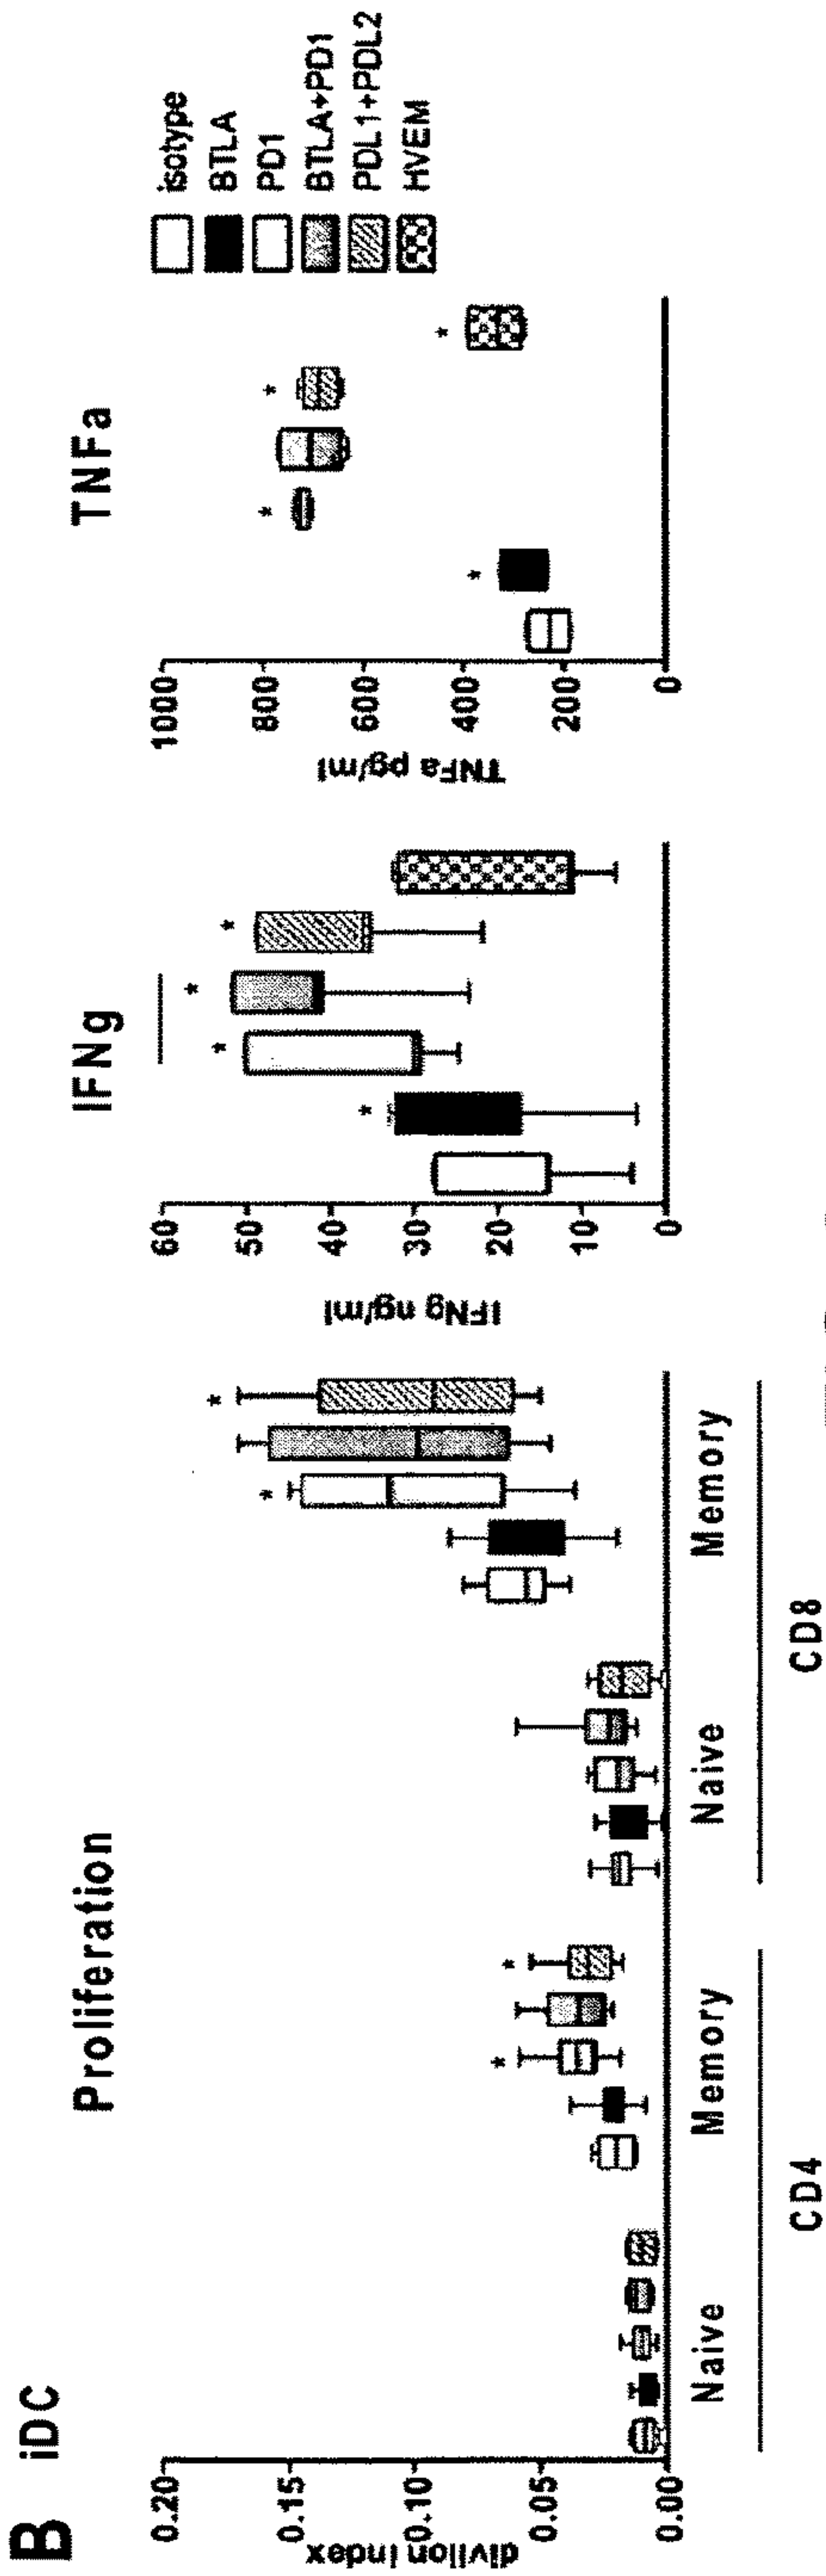 B iDC
Proliferation
divilon index
0.20
0.15
0.10
0.05
0.00
Naive
Memory
Naive
Memory
CD4
CD8
IFNg
IFNg ng/ml
60
50
40
30
20
10
0
*
*
*
*
TNFa
TNFa pg/ml
1000
800
600
400
200
0
*
*
*
*
isotype
BTLA
PD1
BTLA+PD1
PDL1+PDL2
HVEM
*
*
*
*